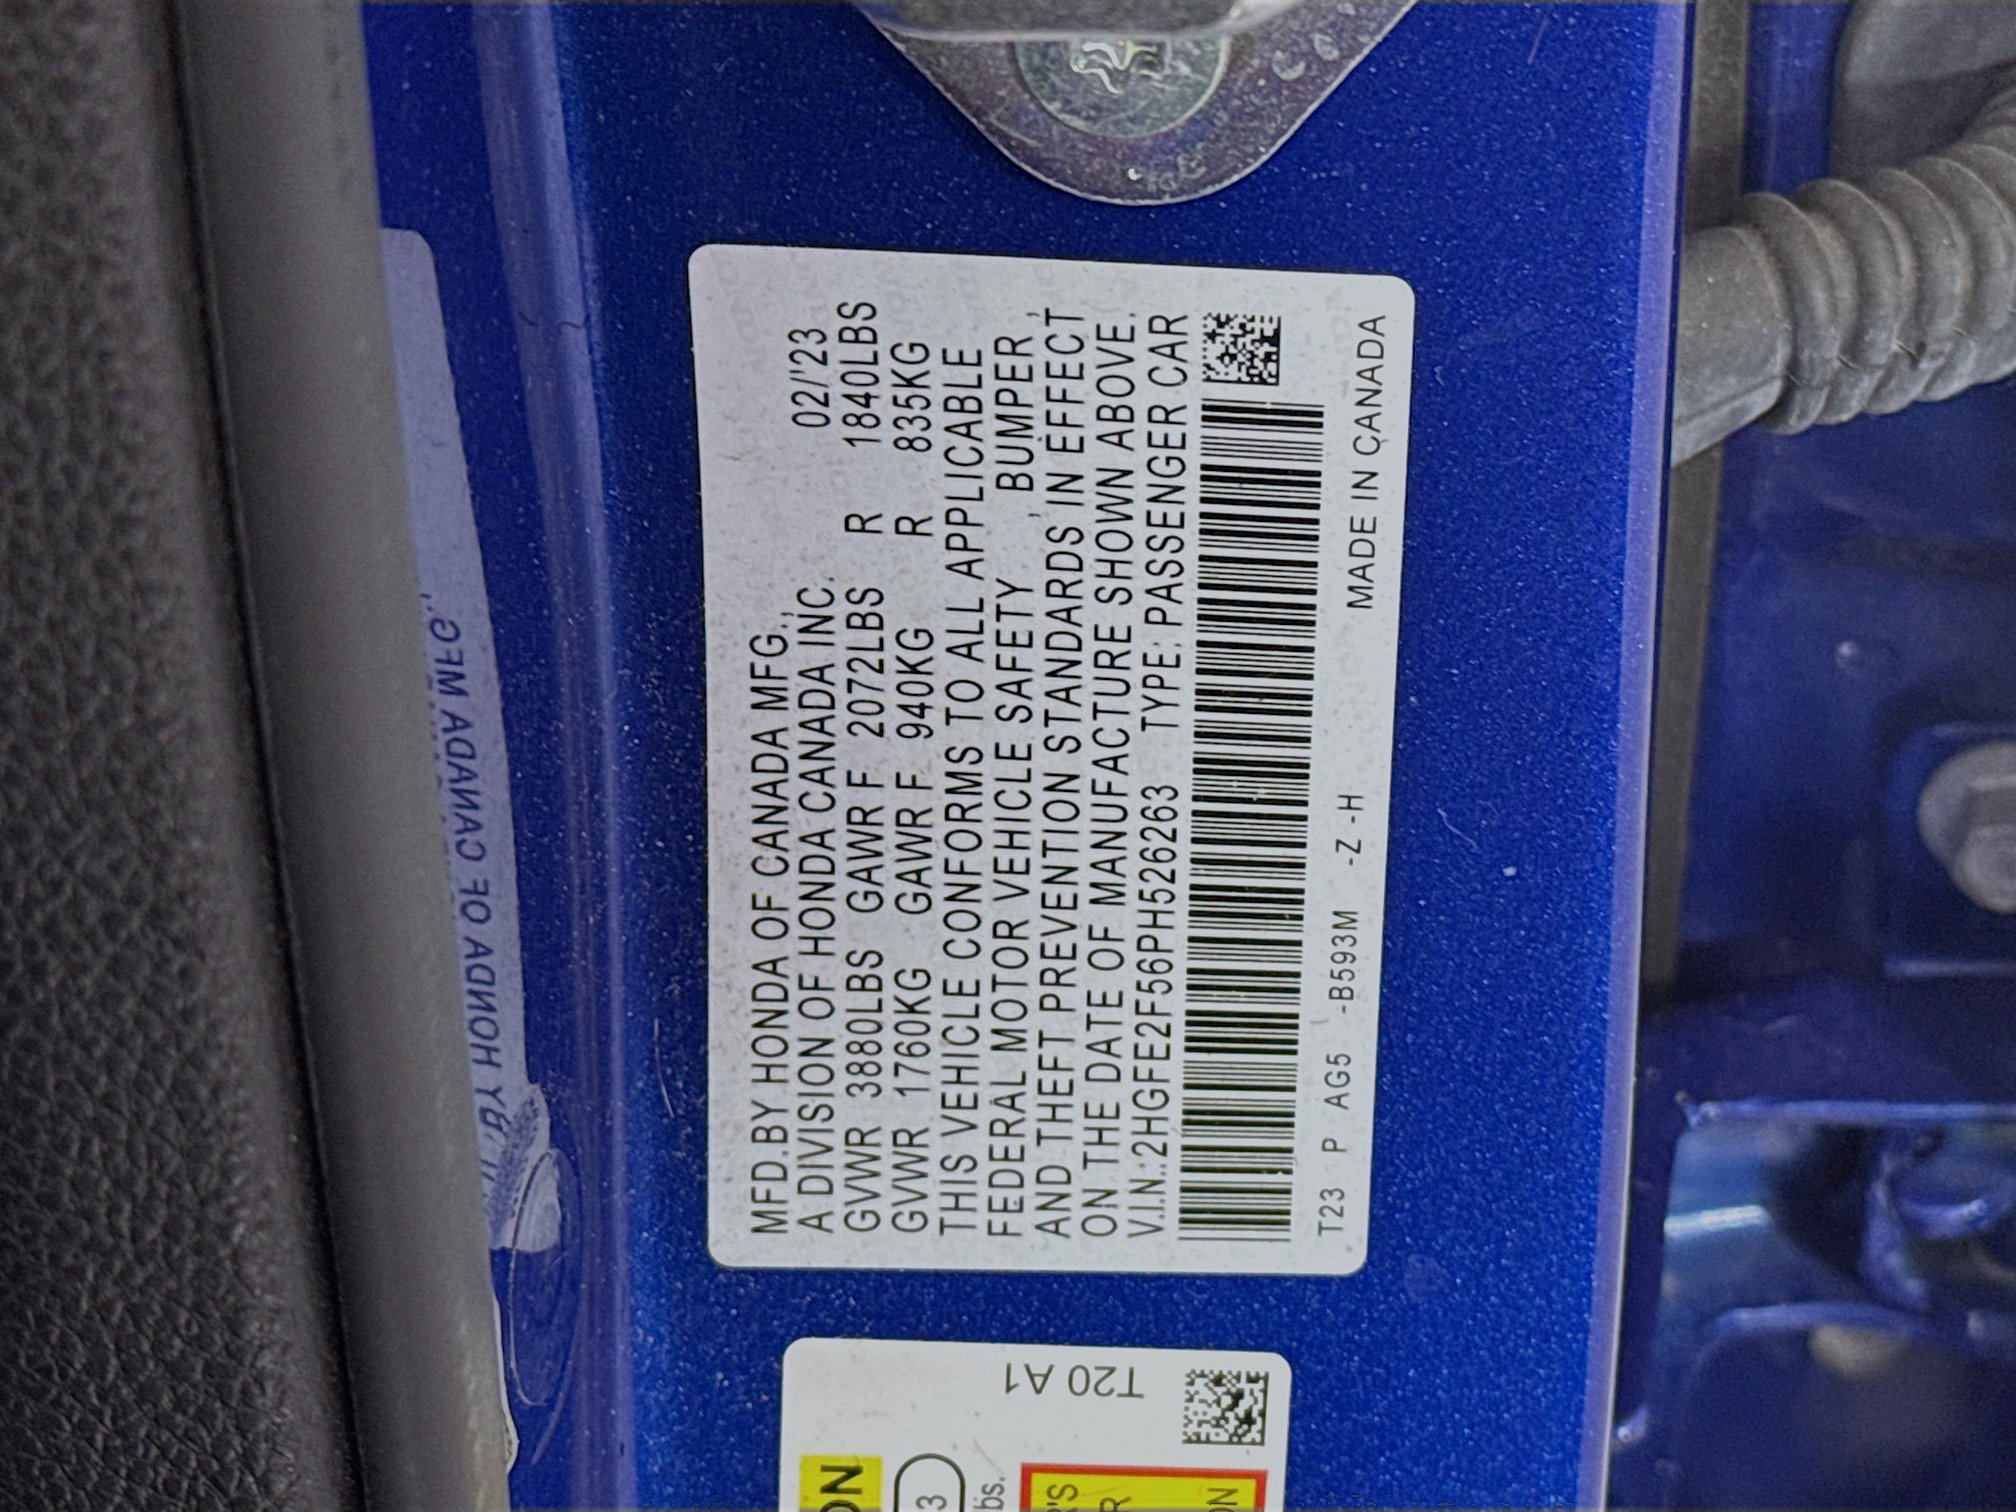 MFD.BY HONDA OF CANADA MFG.,
A DIVISION OF HONDA CANADA INC. 02/'23
GVWR 3880LBS GAWR F 2072LBS R 1840LBS
GVWR 1760KG GAWR F 940KG R 835KG
THIS VEHICLE CONFORMS TO ALL APPLICABLE
FEDERAL MOTOR VEHICLE SAFETY , BUMPER ,
AND THEFT PREVENTION STANDARDS IN EFFECT
ON THE DATE OF MANUFACTURE SHOWN ABOVE.
V.I.N.:2HGFE2F56PH526263 TYPE: PASSENGER CAR
T23 P AG5 -B593M -Z -H MADE IN CANADA
T20 A1
bs.